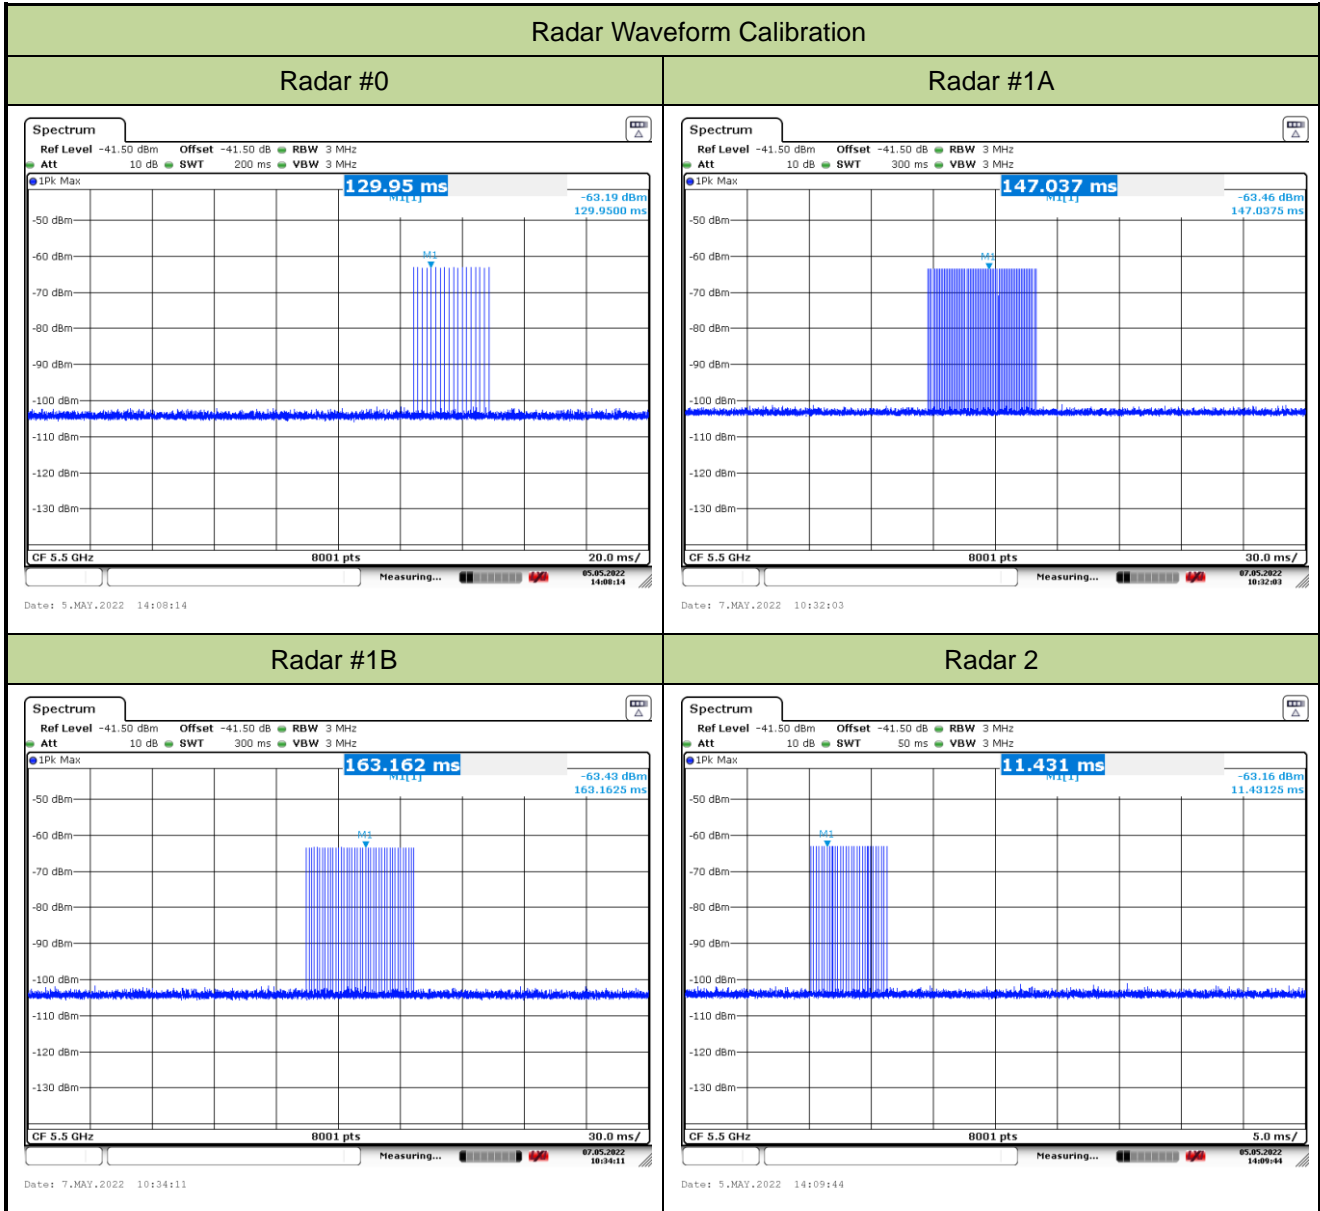 Radar Waveform Calibration
Radar #0
Radar #1A
Spectrum
Ref Level -41.50 dBm Offset -41.50 dB RBW 3 MHz
Att 10 dB SWT 200 ms VBW 3 MHz
1Pk Max
129.95 ms
M1[1]
-63.19 dBm
129.9500 ms
-50 dBm
M1
-60 dBm
-70 dBm
-80 dBm
-90 dBm
-100 dBm
-110 dBm
-120 dBm
-130 dBm
CF 5.5 GHz 8001 pts 20.0 ms/
Measuring... 05.05.2022
14:08:14
Date: 5.MAY.2022 14:08:14
Spectrum
Ref Level -41.50 dBm Offset -41.50 dB RBW 3 MHz
Att 10 dB SWT 300 ms VBW 3 MHz
1Pk Max
147.037 ms
M1[1]
-63.46 dBm
147.0375 ms
-50 dBm
M1
-60 dBm
-70 dBm
-80 dBm
-90 dBm
-100 dBm
-110 dBm
-120 dBm
-130 dBm
CF 5.5 GHz 8001 pts 30.0 ms/
Measuring... 07.05.2022
10:32:03
Date: 7.MAY.2022 10:32:03
Radar #1B
Radar 2
Spectrum
Ref Level -41.50 dBm Offset -41.50 dB RBW 3 MHz
Att 10 dB SWT 300 ms VBW 3 MHz
1Pk Max
163.162 ms
M1[1]
-63.43 dBm
163.1625 ms
-50 dBm
M1
-60 dBm
-70 dBm
-80 dBm
-90 dBm
-100 dBm
-110 dBm
-120 dBm
-130 dBm
CF 5.5 GHz 8001 pts 30.0 ms/
Measuring... 07.05.2022
10:34:11
Date: 7.MAY.2022 10:34:11
Spectrum
Ref Level -41.50 dBm Offset -41.50 dB RBW 3 MHz
Att 10 dB SWT 50 ms VBW 3 MHz
1Pk Max
11.431 ms
M1[1]
-63.16 dBm
11.43125 ms
-50 dBm
M1
-60 dBm
-70 dBm
-80 dBm
-90 dBm
-100 dBm
-110 dBm
-120 dBm
-130 dBm
CF 5.5 GHz 8001 pts 5.0 ms/
Measuring... 05.05.2022
14:09:44
Date: 5.MAY.2022 14:09:44